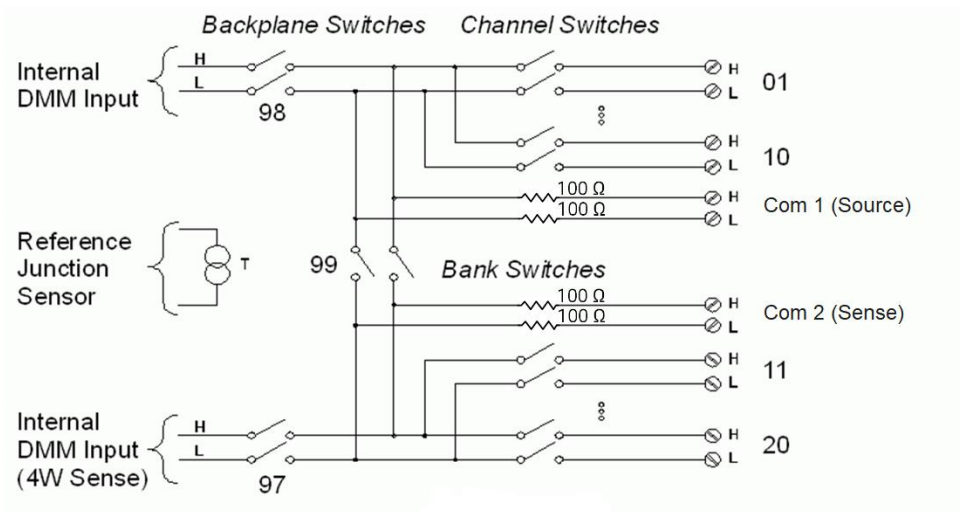 Backplane Switches Channel Switches
Internal
DMM Input
H
L
98
H
L
01
H
L
10
100 Ω
100 Ω
H
L
Com 1 (Source)
Reference
Junction
Sensor
T
99
Bank Switches
100 Ω
100 Ω
H
L
Com 2 (Sense)
H
L
11
Internal
DMM Input
(4W Sense)
H
L
97
H
L
20